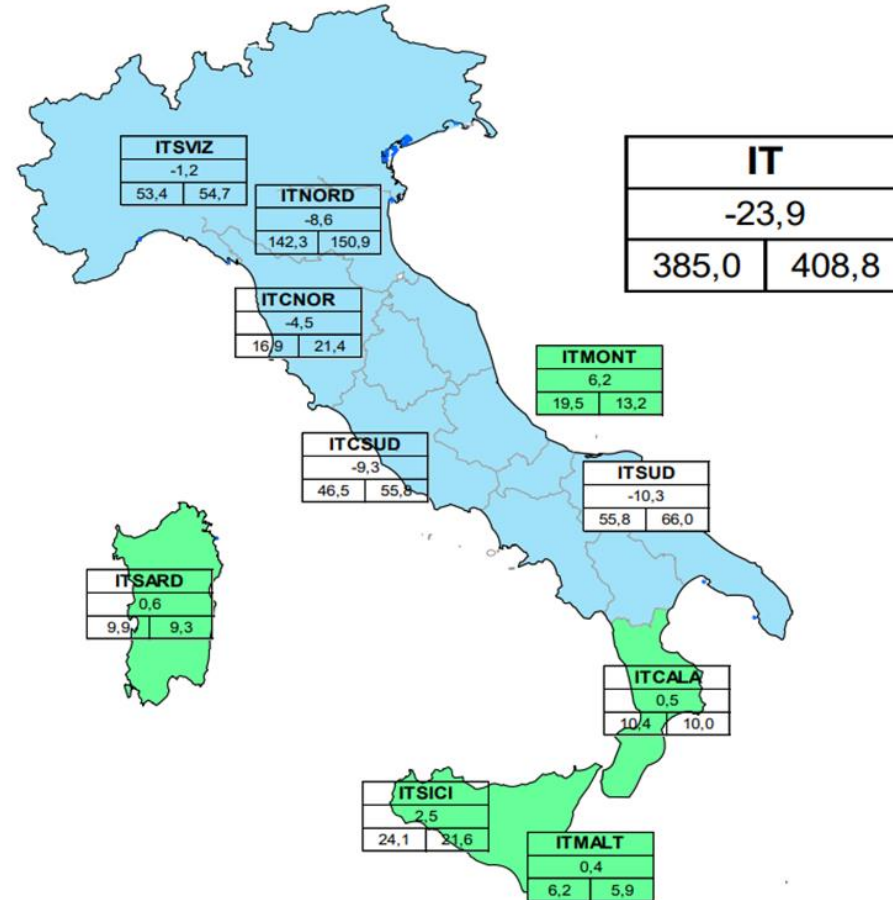 ITSVIZ
-1,2
53,4 54,7
ITNORD
-8,6
142,3 150,9
IT
-23,9
385,0 408,8
ITCNOR
-4,5
16,9 21,4
ITMONT
6,2
19,5 13,2
ITCSUD
-9,3
46,5 55,8
ITSUD
-10,3
55,8 66,0
ITSARD
0,6
9,9 9,3
ITCALA
0,5
10,4 10,0
ITSICI
2,5
24,1 21,6
ITMALT
0,4
6,2 5,9